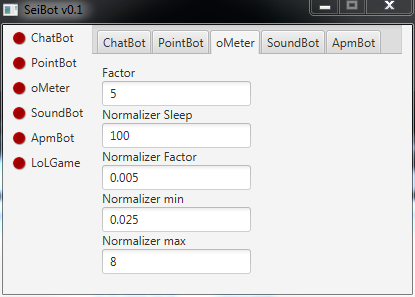 SeiBot v0.1
ChatBot
PointBot
oMeter
SoundBot
ApmBot
LoLGame
ChatBot PointBot oMeter SoundBot ApmBot
Factor
5
Normalizer Sleep
100
Normalizer Factor
0.005
Normalizer min
0.025
Normalizer max
8